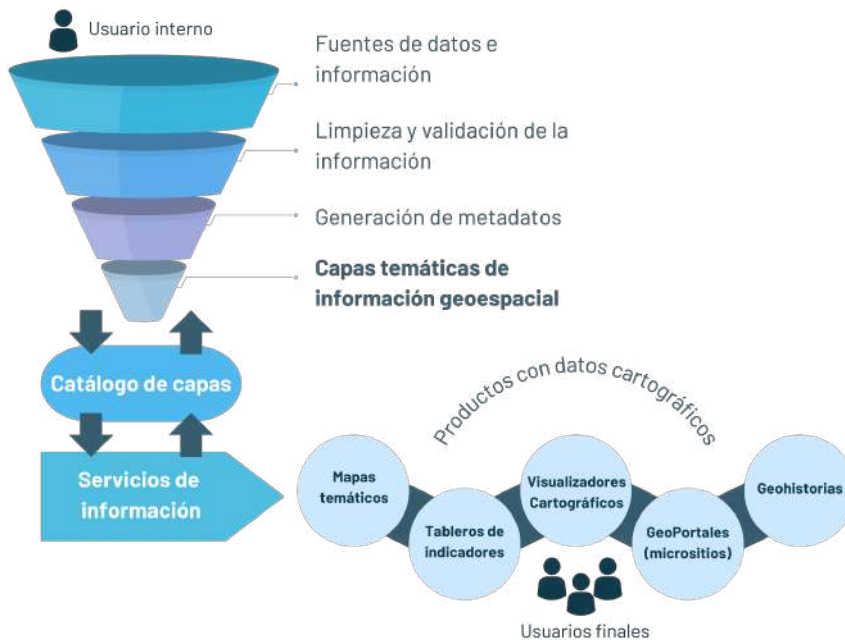 Usuario interno
Fuentes de datos e
información
Limpieza y validación de la
información
Generación de metadatos
Capas temáticas de
información geoespacial
Catálogo de capas
Servicios de
información
Productos con datos cartográficos
Mapas
temáticos
Tableros de
indicadores
Visualizadores
Cartográficos
GeoPortales
(micrositios)
Geohistorias
Usuarios finales